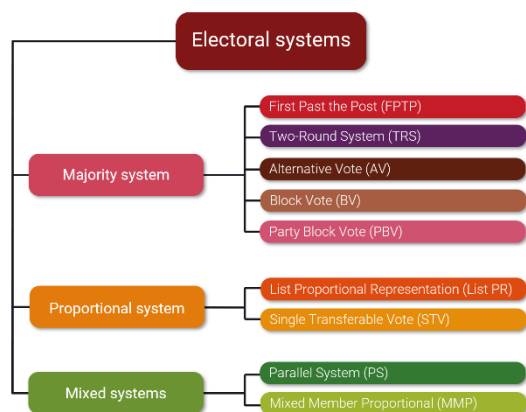 Electoral systems
Majority system
First Past the Post (FPTP)
Two-Round System (TRS)
Alternative Vote (AV)
Block Vote (BV)
Party Block Vote (PBV)
Proportional system
List Proportional Representation (List PR)
Single Transferable Vote (STV)
Mixed systems
Parallel System (PS)
Mixed Member Proportional (MMP)